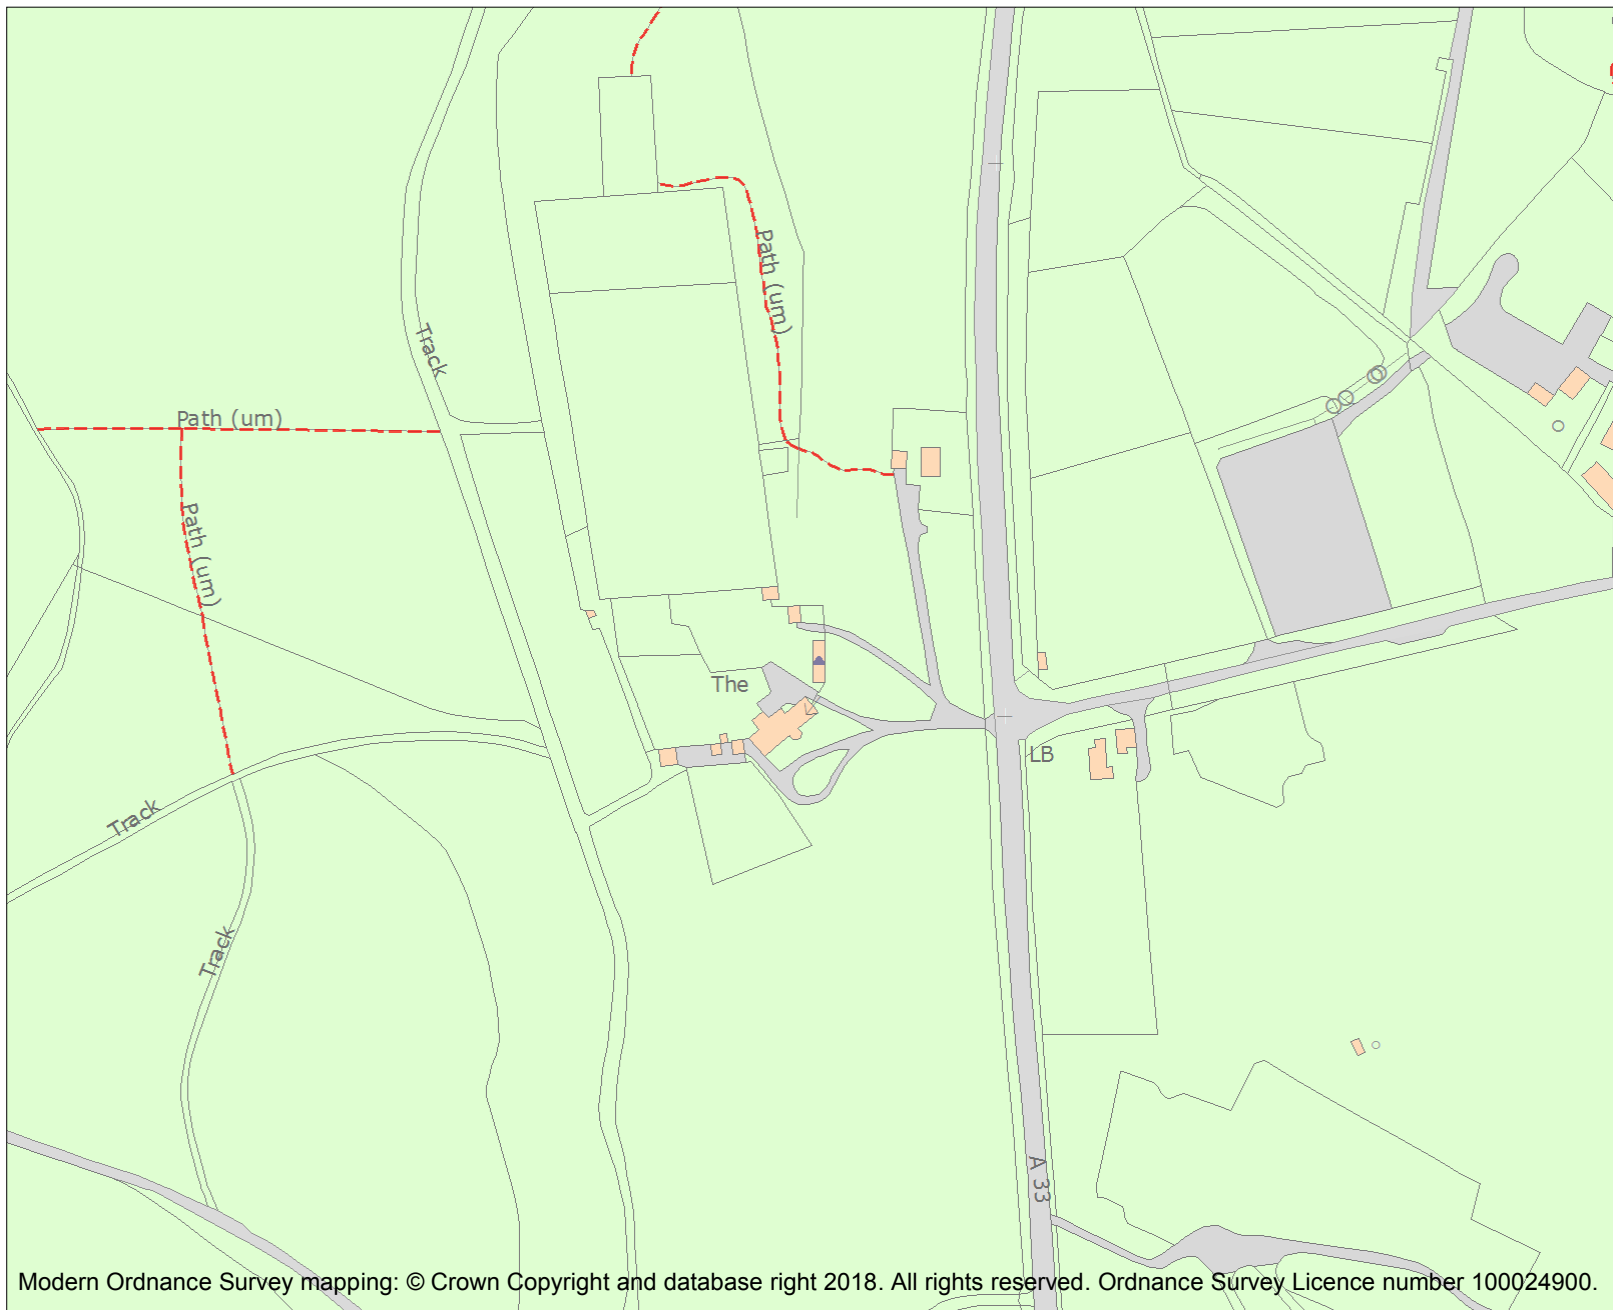 Path (um)
Track
Path (um)
Path (um)
The
LB
Track
Track
A 33
Modern Ordnance Survey mapping: © Crown Copyright and database right 2018. All rights reserved. Ordnance Survey Licence number 100024900.